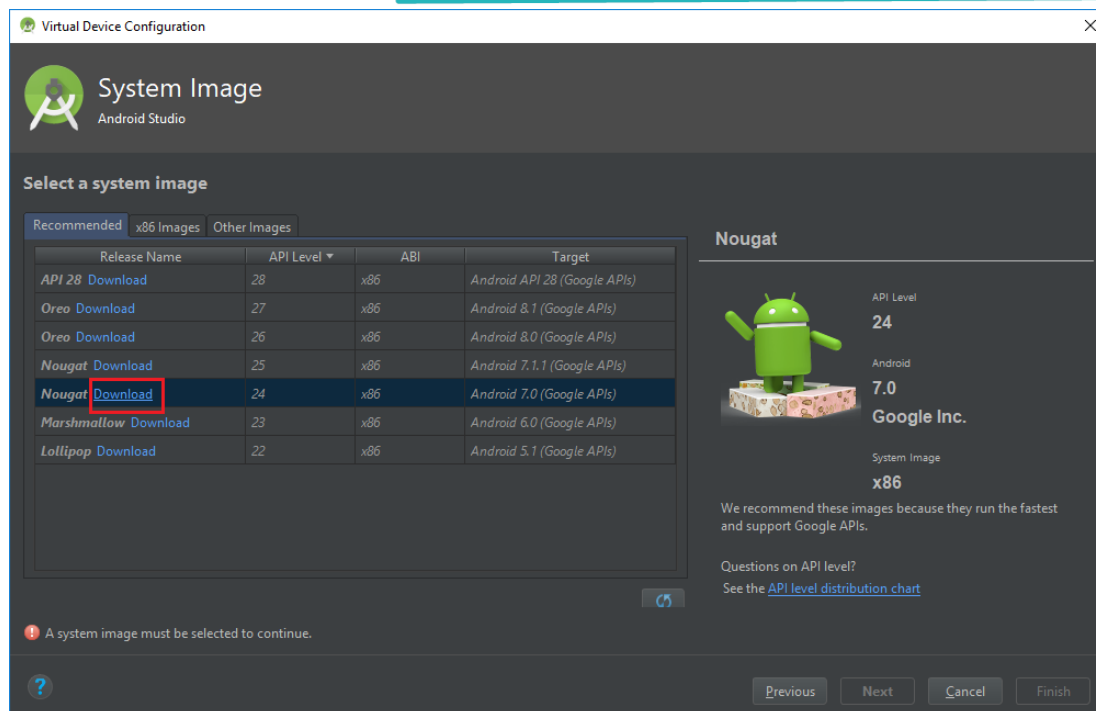 Virtual Device Configuration
System Image
Android Studio
Select a system image
Recommended x86 Images Other Images
Release Name API Level ABI Target
API 28 Download 28 x86 Android API 28 (Google APIs)
Oreo Download 27 x86 Android 8.1 (Google APIs)
Oreo Download 26 x86 Android 8.0 (Google APIs)
Nougat Download 25 x86 Android 7.1.1 (Google APIs)
Nougat Download 24 x86 Android 7.0 (Google APIs)
Marshmallow Download 23 x86 Android 6.0 (Google APIs)
Lollipop Download 22 x86 Android 5.1 (Google APIs)
Nougat
API Level
24
Android
7.0
Google Inc.
System Image
x86
We recommend these images because they run the fastest
and support Google APIs.
Questions on API level?
See the API level distribution chart
A system image must be selected to continue.
? Previous Next Cancel Finish